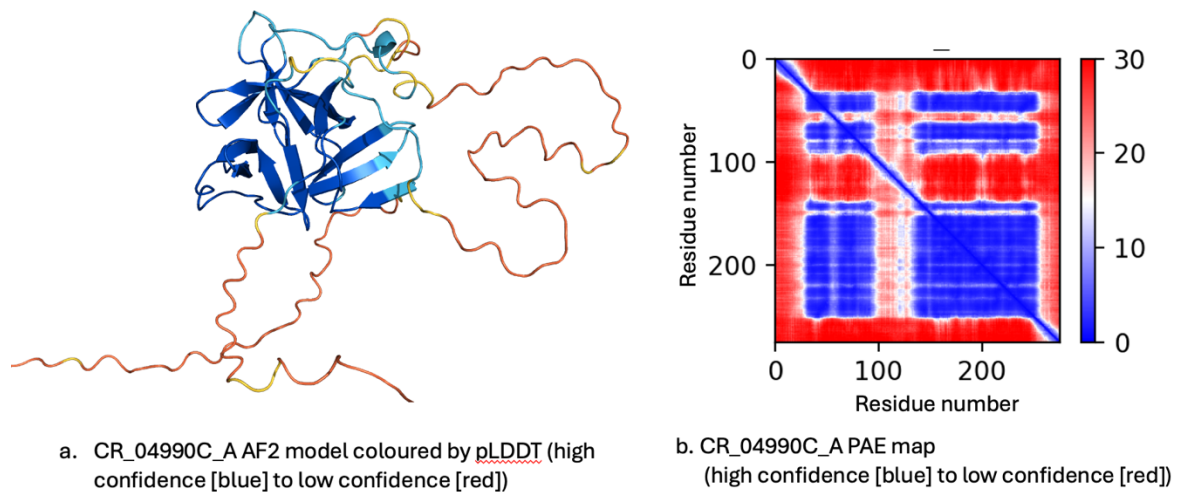 0
100
200
Residue number
0
100
200
Residue number
30
20
10
0
a. CR_04990C_A AF2 model coloured by pLDDT (high
confidence [blue] to low confidence [red])
b. CR_04990C_A PAE map
(high confidence [blue] to low confidence [red])